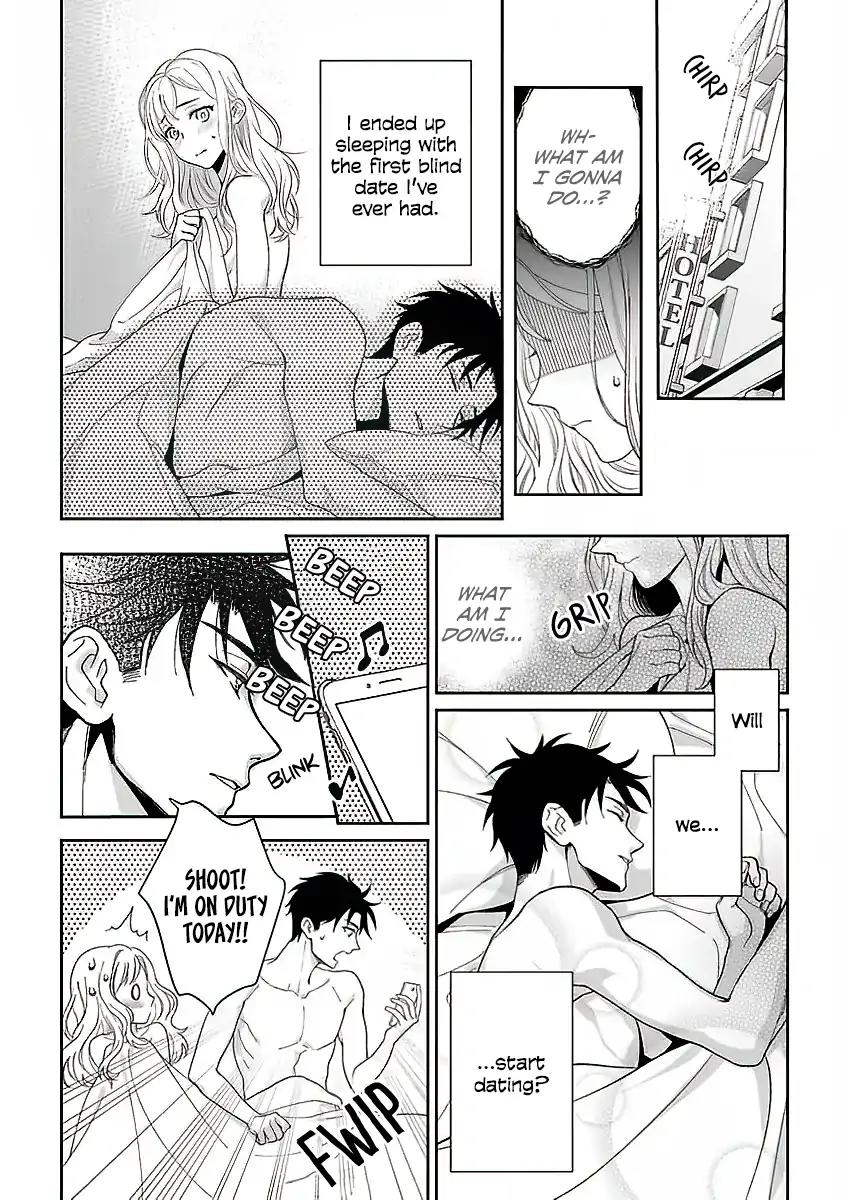 CHIRP
CHIRP
HOTEL
WH-
WHAT AM
I GONNA
DO...?
I ended up
sleeping with
the first blind
date I've
ever had.
WHAT
AM I
DOING...
GRIP
Will
we...
...start
dating?
BEEP
BEEP
BEEP
BLINK
SHOOT!
I'M ON DUTY
TODAY!!
FWIP